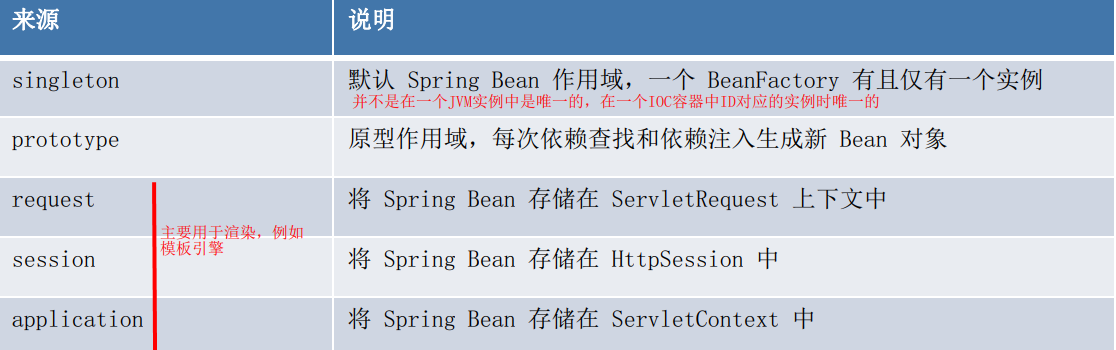 来源 说明
singleton 默认 Spring Bean 作用域，一个 BeanFactory 有且仅有一个实例
并不是在一个JVM实例中是唯一的，在一个IOC容器中ID对应的实例时唯一的
prototype 原型作用域，每次依赖查找和依赖注入生成新 Bean 对象
request 将 Spring Bean 存储在 ServletRequest 上下文中
主要用于渲染，例如
模板引擎
session 将 Spring Bean 存储在 HttpSession 中
application 将 Spring Bean 存储在 ServletContext 中